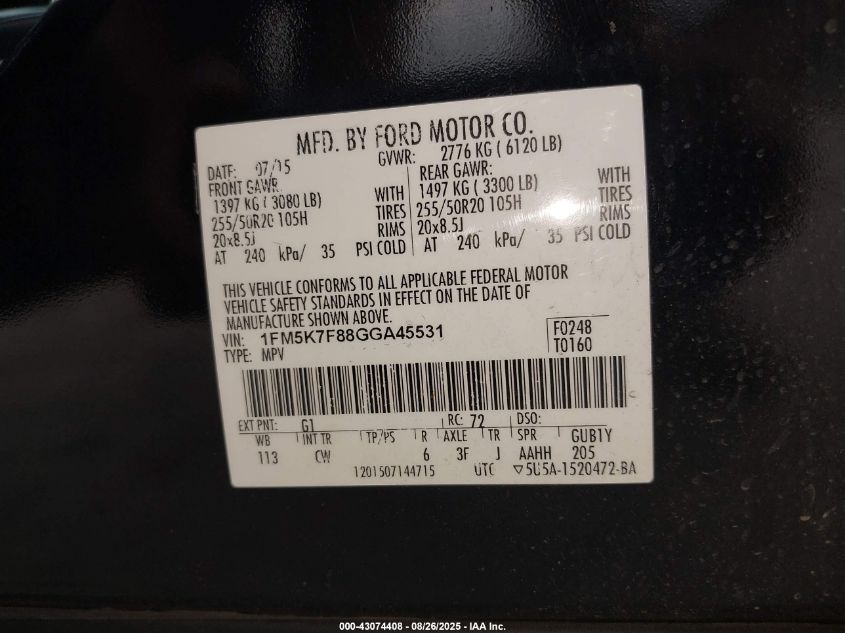 MFD. BY FORD MOTOR CO.
DATE: 07/15 GVWR: 2776 KG ( 6120 LB)
FRONT GAWR: REAR GAWR:
1397 KG ( 3080 LB) WITH 1497 KG ( 3300 LB) WITH
255/50R20 105H TIRES 255/50R20 105H TIRES
20x8.5J RIMS 20x8.5J RIMS
AT 240 kPa/ 35 PSI COLD AT 240 kPa/ 35 PSI COLD
THIS VEHICLE CONFORMS TO ALL APPLICABLE FEDERAL MOTOR
VEHICLE SAFETY STANDARDS IN EFFECT ON THE DATE OF
MANUFACTURE SHOWN ABOVE.
VIN: 1FM5K7F88GGA45531 F0248
TYPE: MPV T0160
EXT PNT: G1 RC: 72 DSO:
WB INT TR TP/PS R AXLE TR SPR GUB1Y
113 CW 6 3F J AAHH 205
1201507144715 UTC ▽5U5A-1520472-BA
000-43074408 - 08/26/2025 - IAA Inc.